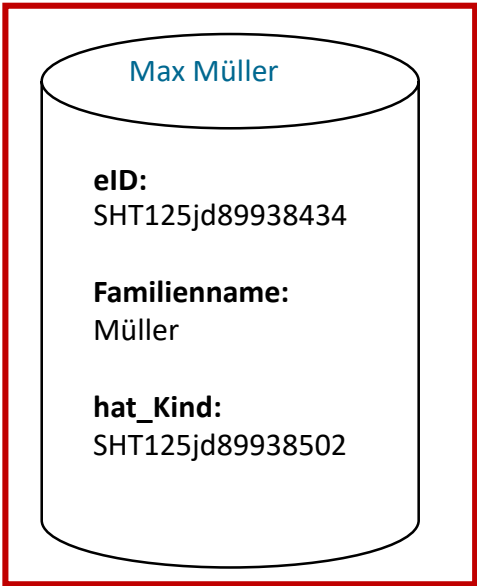 Max Müller
eID:
SHT125jd89938434
Familienname:
Müller
hat_Kind:
SHT125jd89938502